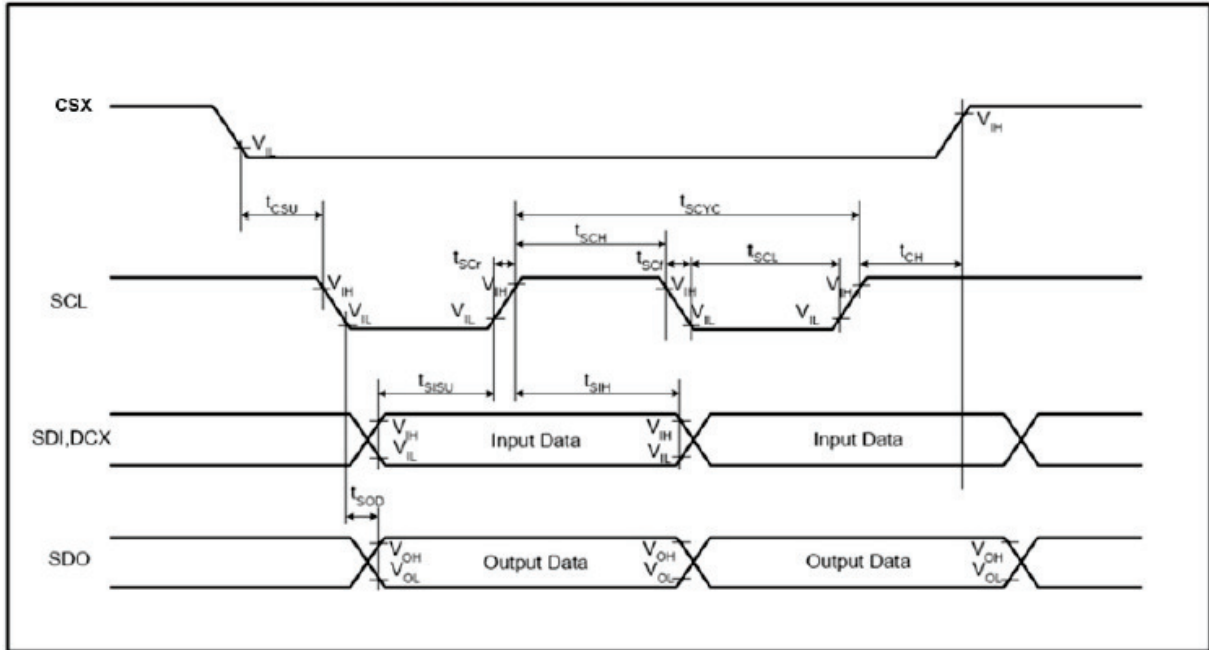 CSX
V_IL
V_IH
t_CSU
t_SCYC
t_SCH
t_SCr
t_SCf
t_SCL
t_CH
SCL
V_IH
V_IL
V_IL
V_IH
V_IH
V_IL
V_IL
V_IH
t_SISU
t_SIH
SDI,DCX
V_IH
V_IL
Input Data
V_IH
V_IL
Input Data
t_SOD
SDO
V_OH
V_OL
Output Data
V_OH
V_OL
Output Data
V_OH
V_OL